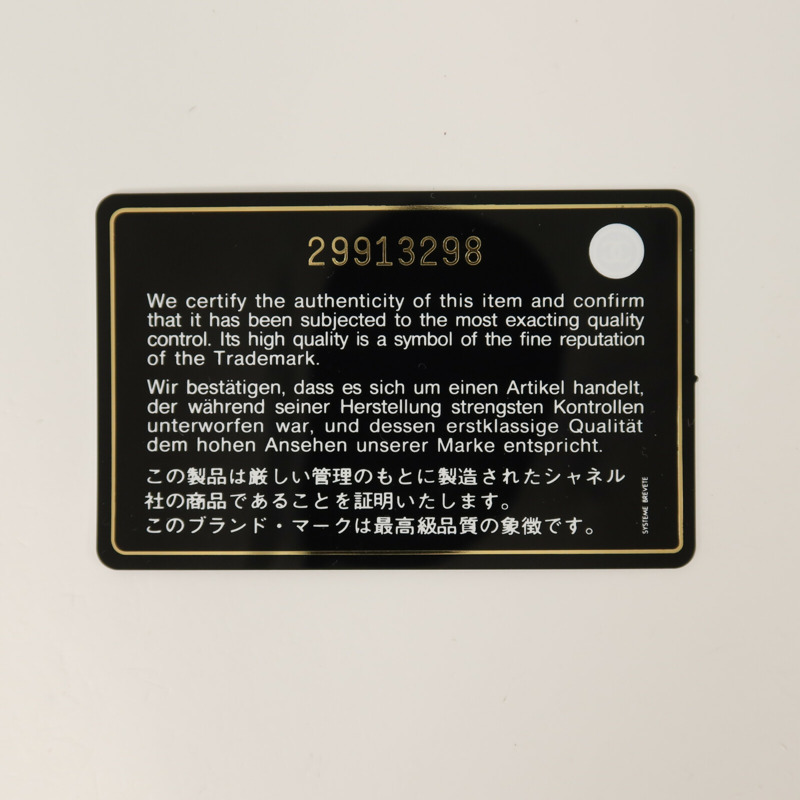 29913298
We certify the authenticity of this item and confirm
that it has been subjected to the most exacting quality
control. Its high quality is a symbol of the fine reputation
of the Trademark.
Wir bestätigen, dass es sich um einen Artikel handelt,
der während seiner Herstellung strengsten Kontrollen
unterworfen war, und dessen erstklassige Qualität
dem hohen Ansehen unserer Marke entspricht.
この製品は厳しい管理のもとに製造されたシャネル
社の商品であることを証明いたします。
このブランド・マークは最高級品質の象徴です。
SYSTEME BREVETE